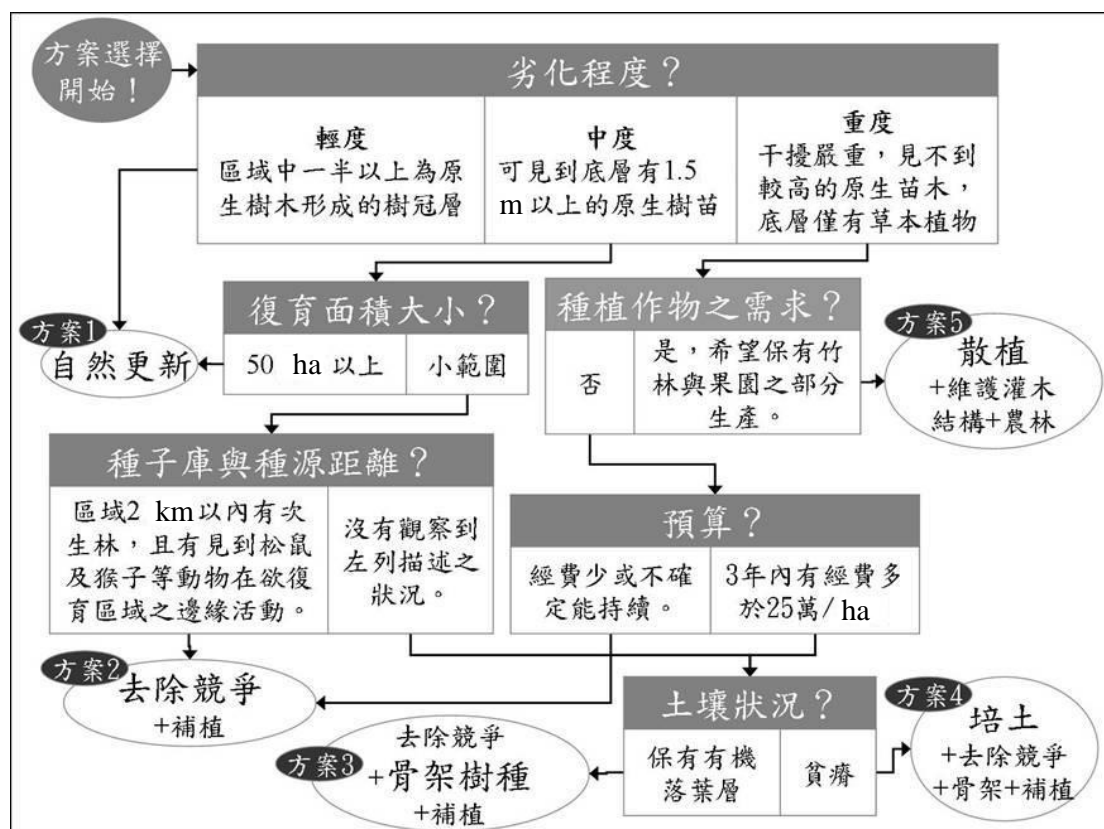 方案選擇
開始！
劣化程度？
輕度
區域中一半以上為原
生樹木形成的樹冠層
中度
可見到底層有1.5
m以上的原生樹苗
重度
干擾嚴重，見不到
較高的原生苗木，
底層僅有草本植物
方案1
自然更新
復育面積大小？
50 ha以上
小範圍
種植作物之需求？
否
是，希望保有竹
林與果園之部分
生產。
方案5
散植
+維護灌木
結構+農林
種子庫與種源距離？
區域2 km以內有次
生林，且有見到松鼠
及猴子等動物在欲復
育區域之邊緣活動。
沒有觀察到
左列描述之
狀況。
預算？
經費少或不確
定能持續。
3年內有經費多
於25萬/ha
方案2
去除競爭
+補植
方案3
去除競爭
+骨架樹種
+補植
土壤狀況？
保有有機
落葉層
貧瘠
方案4
培土
+去除競爭
+骨架+補植